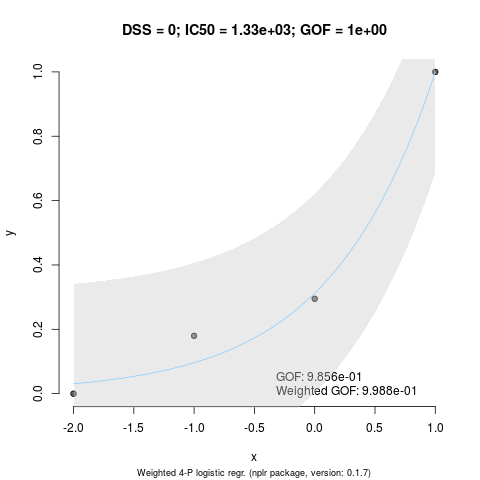 DSS = 0; IC50 = 1.33e+03; GOF = 1e+00
1.0
0.8
0.6
0.4
0.2
0.0
y
GOF: 9.856e-01
Weighted GOF: 9.988e-01
-2.0 -1.5 -1.0 -0.5 0.0 0.5 1.0
x
Weighted 4-P logistic regr. (nplr package, version: 0.1.7)